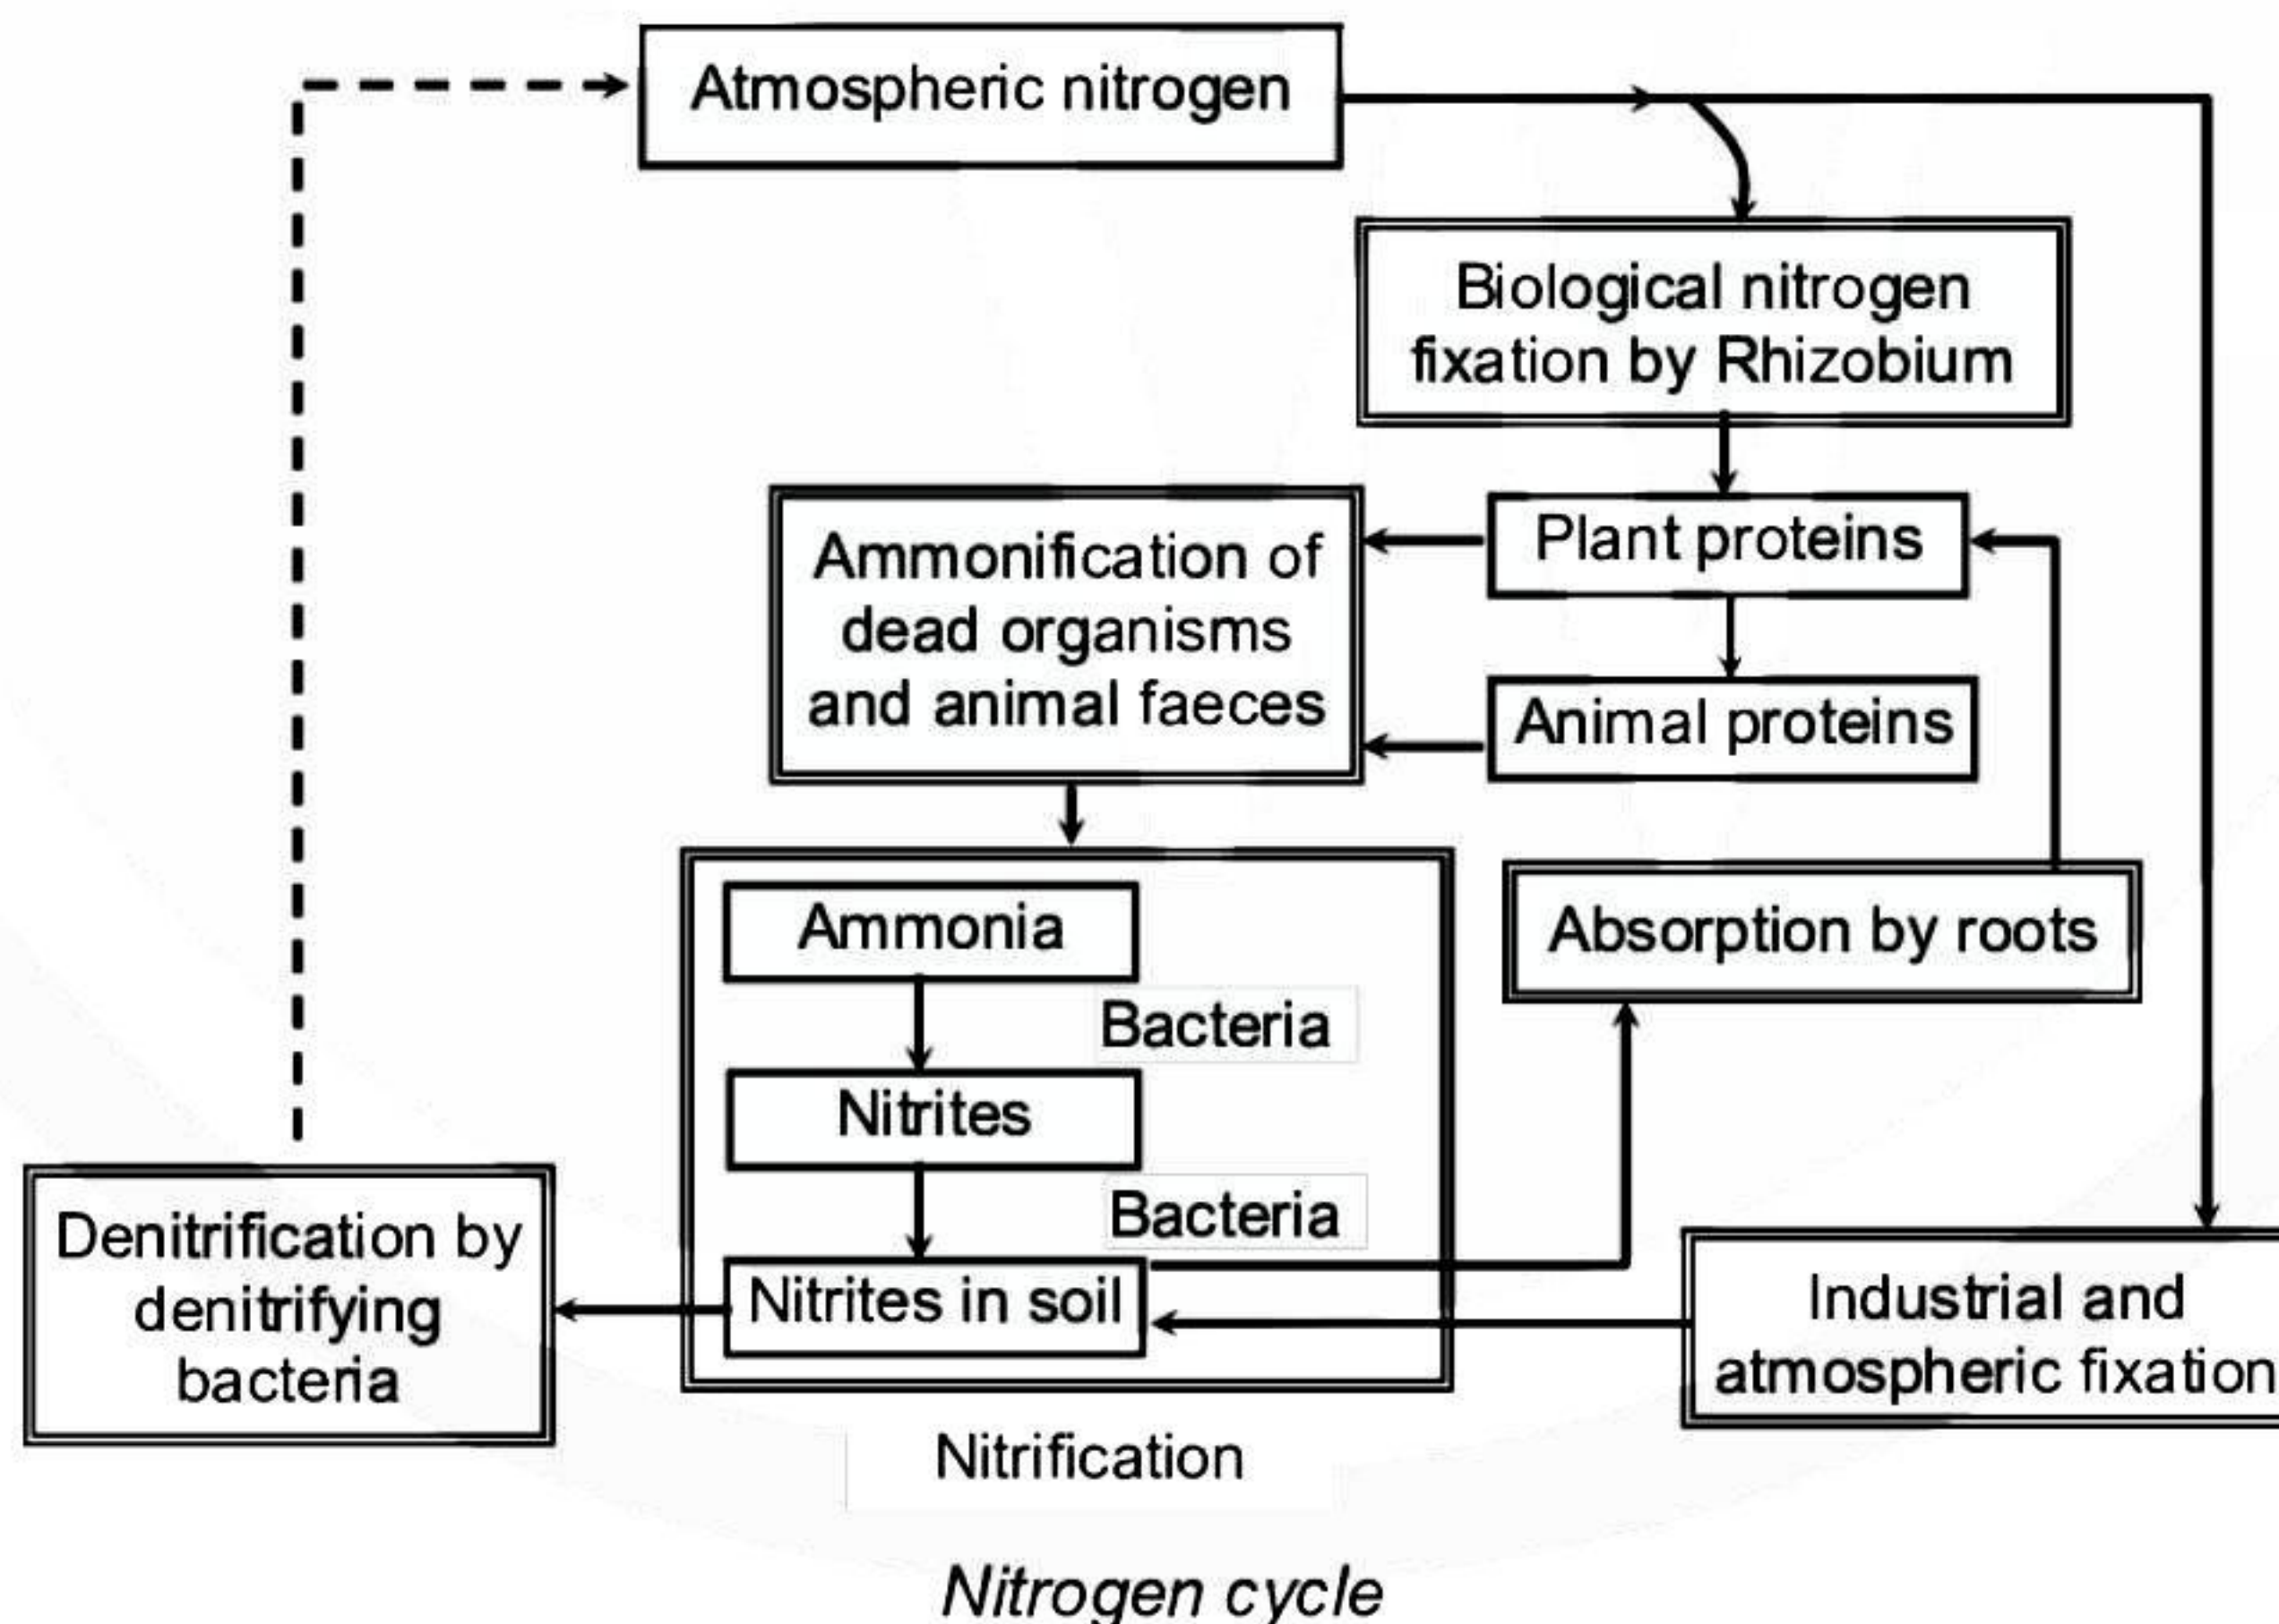 Atmospheric nitrogen
Biological nitrogen
fixation by Rhizobium
Plant proteins
Ammonification of
dead organisms
and animal faeces
Animal proteins
Ammonia
Absorption by roots
Bacteria
Nitrites
Bacteria
Nitrites in soil
Denitrification by
denitrifying
bacteria
Industrial and
atmospheric fixation
Nitrification
Nitrogen cycle